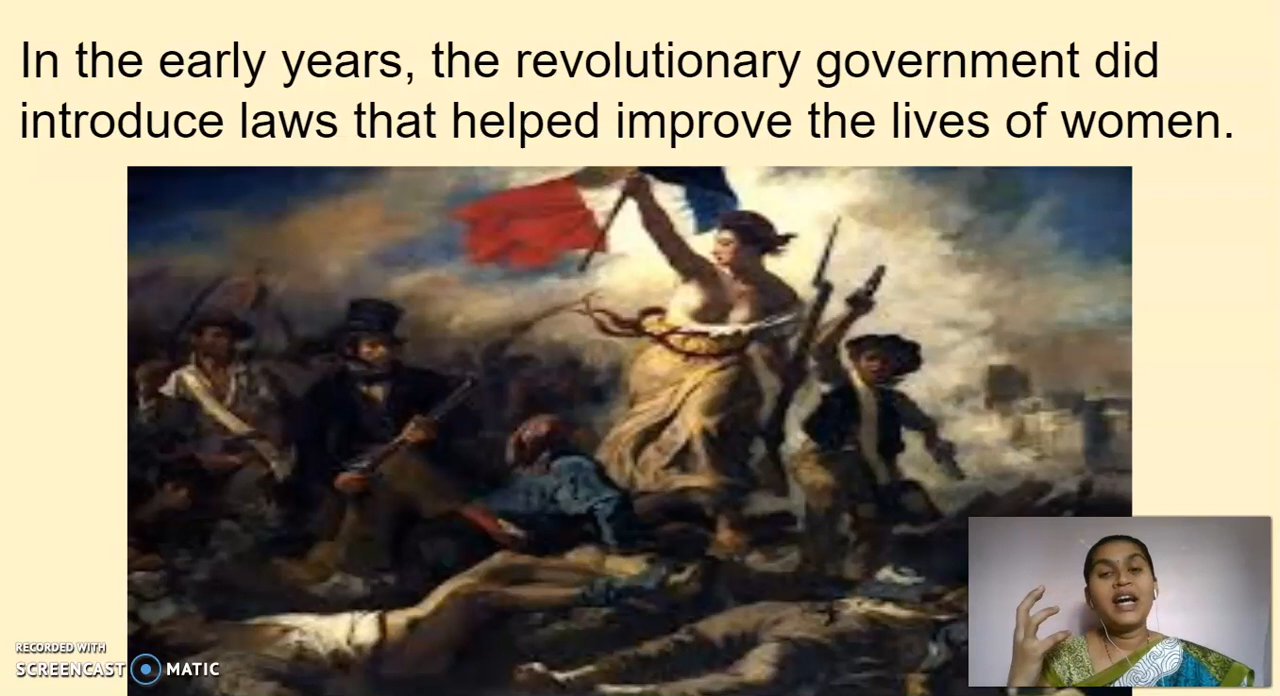 In the early years, the revolutionary government did
introduce laws that helped improve the lives of women.
RECORDED WITH
SCREENCAST MATIC